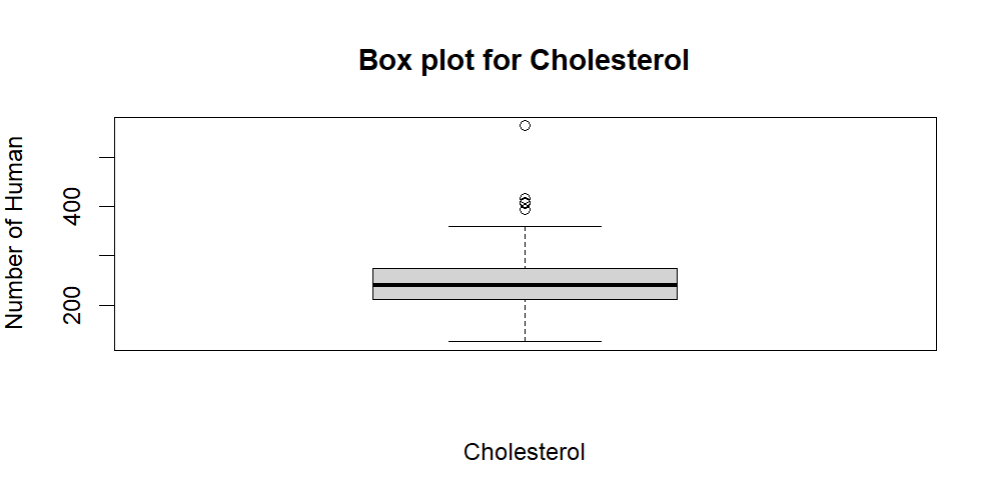 Box plot for Cholesterol
Number of Human
400
200
Cholesterol